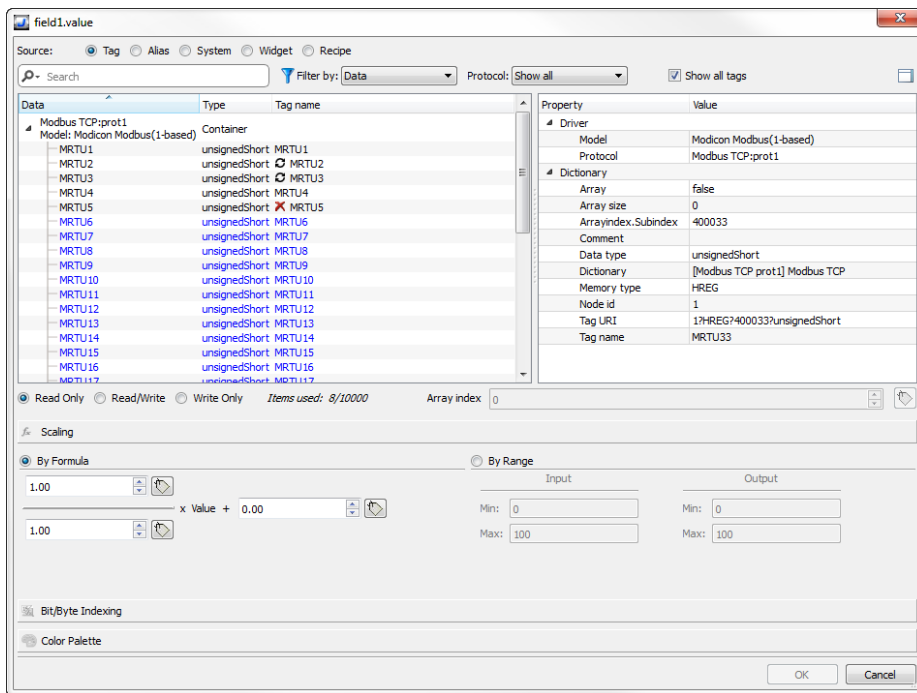 field1.value
Source: Tag Alias System Widget Recipe
Search Filter by: Data Protocol: Show all Show all tags
Data Type Tag name
Modbus TCP:prot1
Model: Modicon Modbus(1-based) Container
MRTU1 unsignedShort MRTU1
MRTU2 unsignedShort MRTU2
MRTU3 unsignedShort MRTU3
MRTU4 unsignedShort MRTU4
MRTU5 unsignedShort MRTU5
MRTU6 unsignedShort MRTU6
MRTU7 unsignedShort MRTU7
MRTU8 unsignedShort MRTU8
MRTU9 unsignedShort MRTU9
MRTU10 unsignedShort MRTU10
MRTU11 unsignedShort MRTU11
MRTU12 unsignedShort MRTU12
MRTU13 unsignedShort MRTU13
MRTU14 unsignedShort MRTU14
MRTU15 unsignedShort MRTU15
MRTU16 unsignedShort MRTU16
MRTU17 unsignedShort MRTU17
Property Value
Driver
Model Modicon Modbus(1-based)
Protocol Modbus TCP:prot1
Dictionary
Array false
Array size 0
Arrayindex.Subindex 400033
Comment
Data type unsignedShort
Dictionary [Modbus TCP prot1] Modbus TCP
Memory type HREG
Node id 1
Tag URI 1?HREG?400033?unsignedShort
Tag name MRTU33
Read Only Read/Write Write Only Items used: 8/10000 Array index 0
Scaling
By Formula
1.00
x Value + 0.00
1.00
By Range
Input Output
Min: 0 Min: 0
Max: 100 Max: 100
Bit/Byte Indexing
Color Palette
OK Cancel